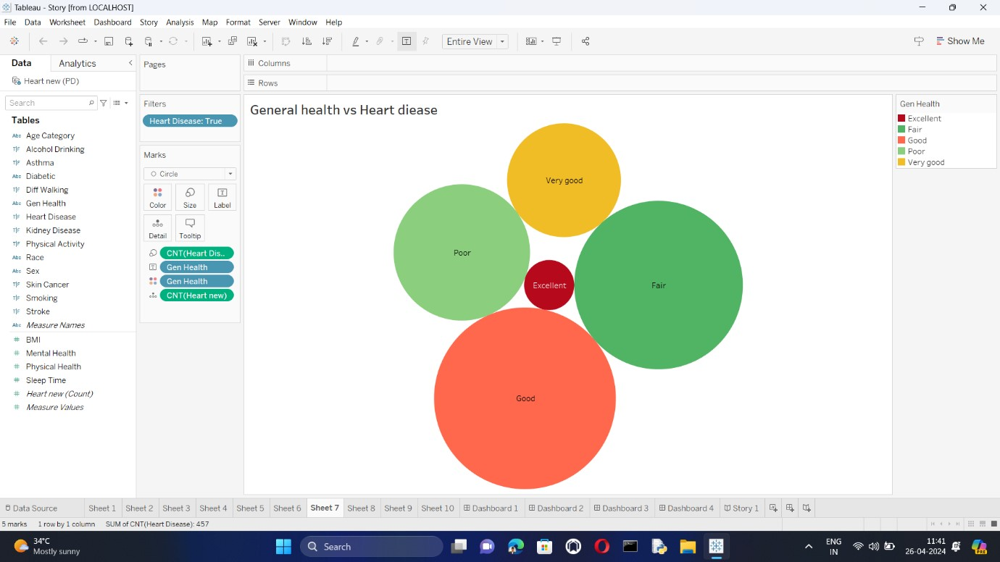 Tableau - Story [from LOCALHOST]
File Data Worksheet Dashboard Story Analysis Map Format Server Window Help
Entire View
Show Me
Data Analytics
Heart new (PD)
Search
Tables
Abc Age Category
T|F Alcohol Drinking
T|F Asthma
Abc Diabetic
T|F Diff Walking
Abc Gen Health
T|F Heart Disease
T|F Kidney Disease
T|F Physical Activity
Abc Race
Abc Sex
T|F Skin Cancer
T|F Smoking
T|F Stroke
Abc Measure Names
# BMI
# Mental Health
# Physical Health
# Sleep Time
# Heart new (Count)
# Measure Values
Pages
Filters
Heart Disease: True
Marks
Circle
Color Size Label
Detail Tooltip
CNT(Heart Dis..
Gen Health
Gen Health
CNT(Heart new)
Columns
Rows
General health vs Heart diease
Very good
Poor
Excellent
Fair
Good
Gen Health
Excellent
Fair
Good
Poor
Very good
Data Source Sheet 1 Sheet 2 Sheet 3 Sheet 4 Sheet 5 Sheet 6 Sheet 7 Sheet 8 Sheet 9 Sheet 10 Dashboard 1 Dashboard 2 Dashboard 3 Dashboard 4 Story 1
5 marks 1 row by 1 column SUM of CNT(Heart Disease): 457
34°C
Mostly sunny
Search
ENG
IN
11:41
26-04-2024
PRE